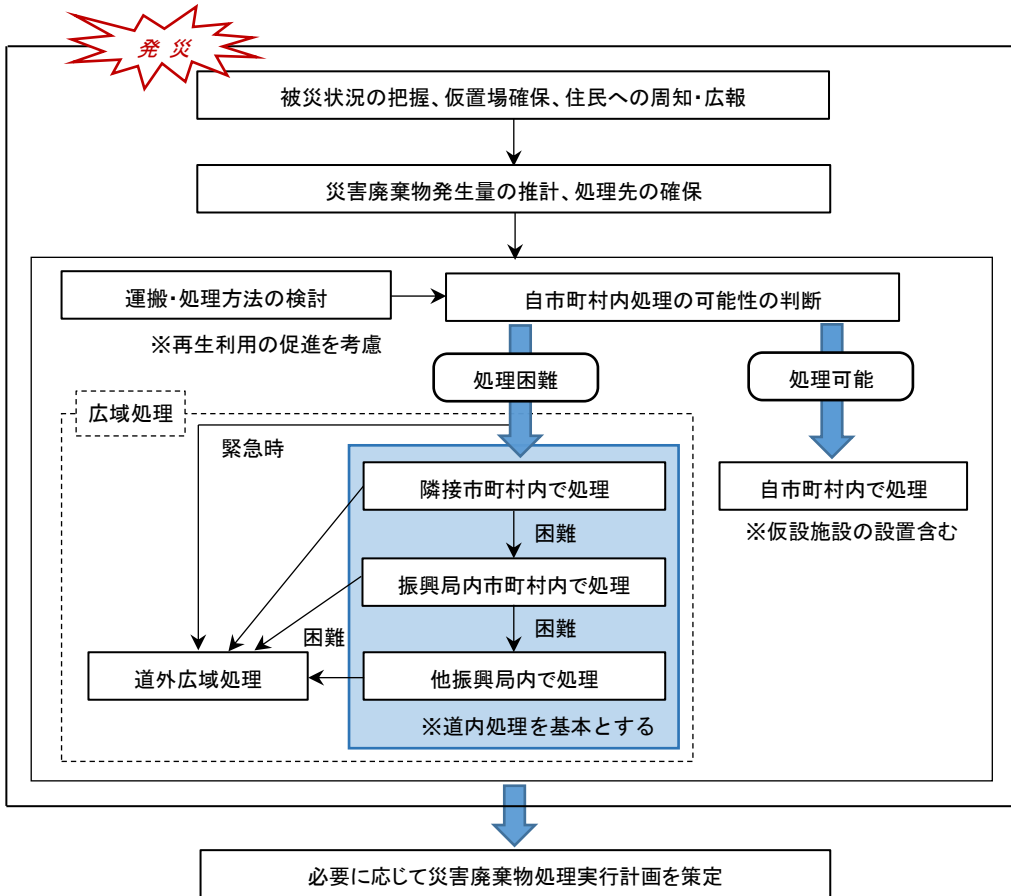 発 災
被災状況の把握、仮置場確保、住民への周知・広報
災害廃棄物発生量の推計、処理先の確保
運搬・処理方法の検討
自市町村内処理の可能性の判断
※再生利用の促進を考慮
処理困難
処理可能
広域処理
緊急時
隣接市町村内で処理
自市町村内で処理
※仮設施設の設置含む
困難
振興局内市町村内で処理
困難
困難
道外広域処理
他振興局内で処理
※道内処理を基本とする
必要に応じて災害廃棄物処理実行計画を策定